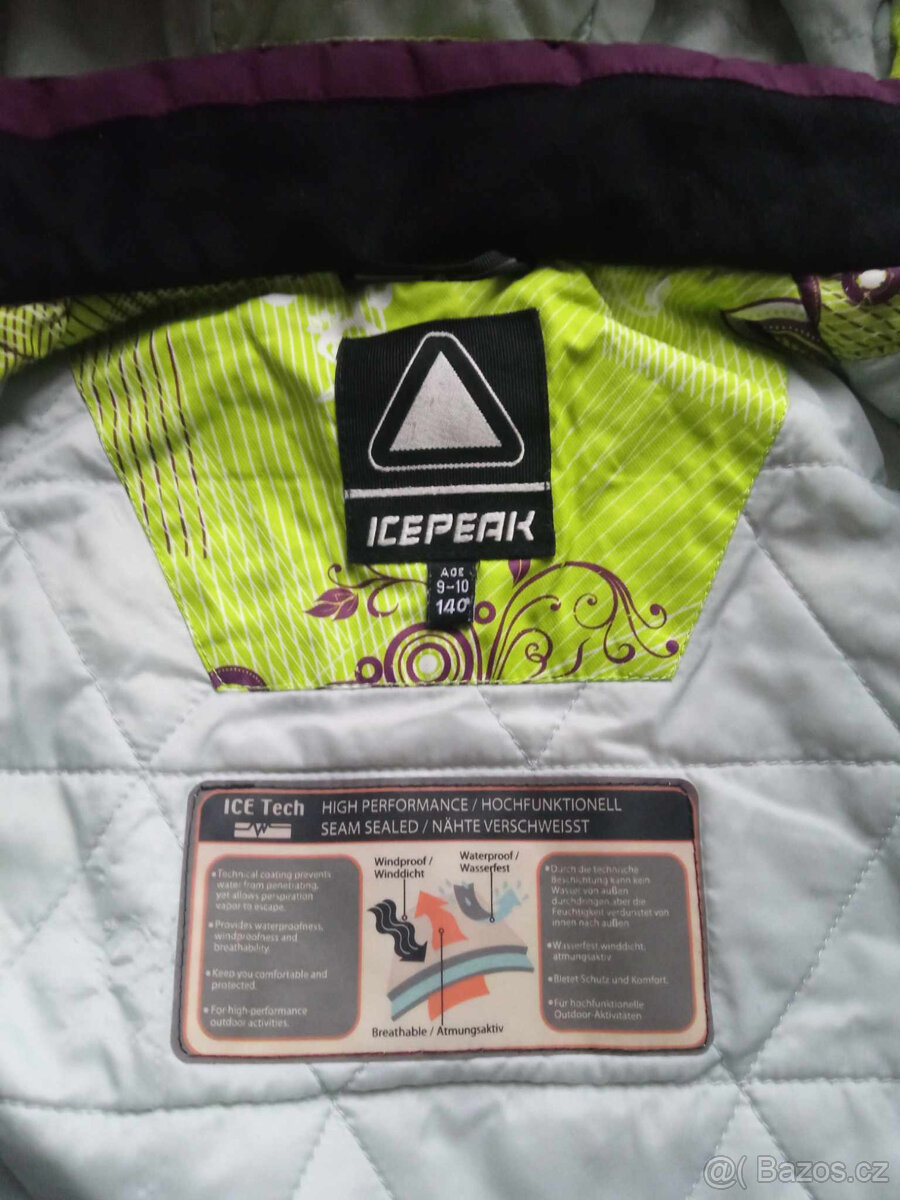 ICEPEAK
AGE
9-10
140
ICE Tech
HIGH PERFORMANCE / HOCHFUNKTIONELL
SEAM SEALED / NÄHTE VERSCHWEISST
• Technical coating prevents
water from penetrating,
yet allows perspiration
vapor to escape.
• Provides waterproofness,
windproofness and
breathability.
• Keep you comfortable and
protected.
• For high-performance
outdoor activities.
Windproof /
Winddicht
Waterproof /
Wasserfest
Breathable / Atmungsaktiv
• Durch die technische
Beschichtung kann kein
Wasser von außen
durchdringen aber die
Feuchtigkeit verdunstet von
innen nach außen
• Wasserfest, winddicht,
atmungsaktiv
• Bietet Schutz und Komfort.
• Für hochfunktionelle
Outdoor-Aktivitäten
@( Bazos.cz